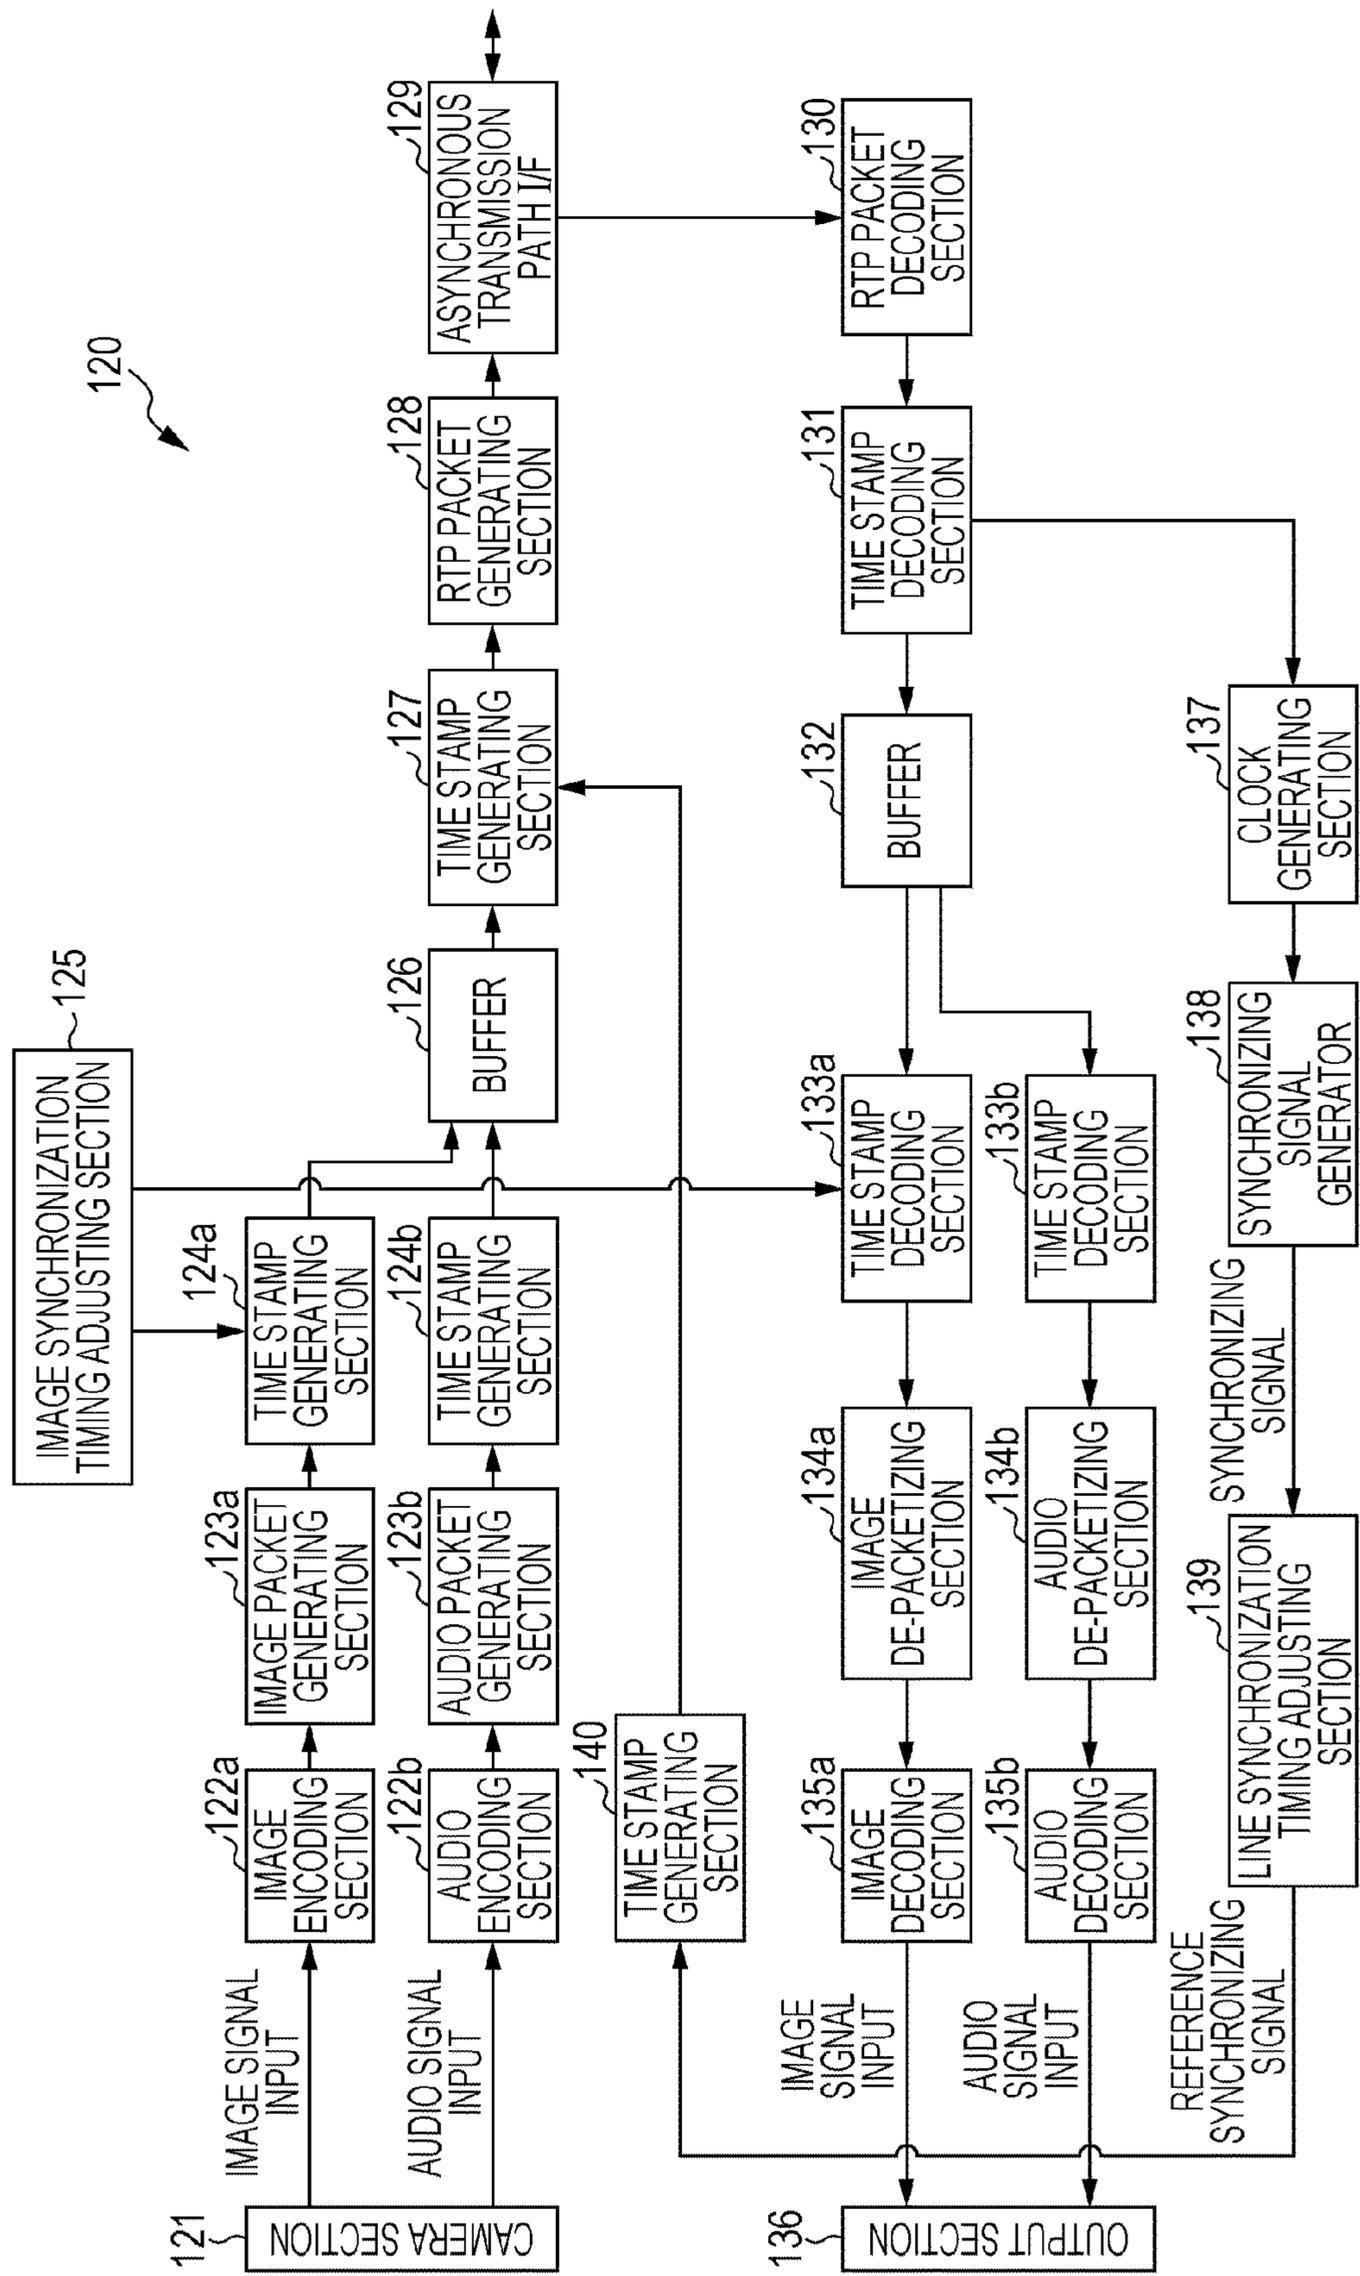 120
IMAGE SYNCHRONIZATION
TIMING ADJUSTING SECTION
125
121
CAMERA SECTION
IMAGE SIGNAL
INPUT
122a
IMAGE
ENCODING
SECTION
123a
IMAGE PACKET
GENERATING
SECTION
124a
TIME STAMP
GENERATING
SECTION
AUDIO SIGNAL
INPUT
122b
AUDIO
ENCODING
SECTION
123b
AUDIO PACKET
GENERATING
SECTION
124b
TIME STAMP
GENERATING
SECTION
126
BUFFER
127
TIME STAMP
GENERATING
SECTION
128
RTP PACKET
GENERATING
SECTION
129
ASYNCHRONOUS
TRANSMISSION
PATH I/F
140
TIME STAMP
GENERATING
SECTION
136
OUTPUT SECTION
IMAGE
SIGNAL
INPUT
135a
IMAGE
DECODING
SECTION
134a
IMAGE
DE-PACKETIZING
SECTION
133a
TIME STAMP
DECODING
SECTION
132
BUFFER
131
TIME STAMP
DECODING
SECTION
130
RTP PACKET
DECODING
SECTION
AUDIO
SIGNAL
INPUT
135b
AUDIO
DECODING
SECTION
134b
AUDIO
DE-PACKETIZING
SECTION
133b
TIME STAMP
DECODING
SECTION
REFERENCE
SYNCHRONIZING
SIGNAL
139
LINE SYNCHRONIZATION
TIMING ADJUSTING
SECTION
SYNCHRONIZING
SIGNAL
138
SYNCHRONIZING
SIGNAL
GENERATOR
137
CLOCK
GENERATING
SECTION